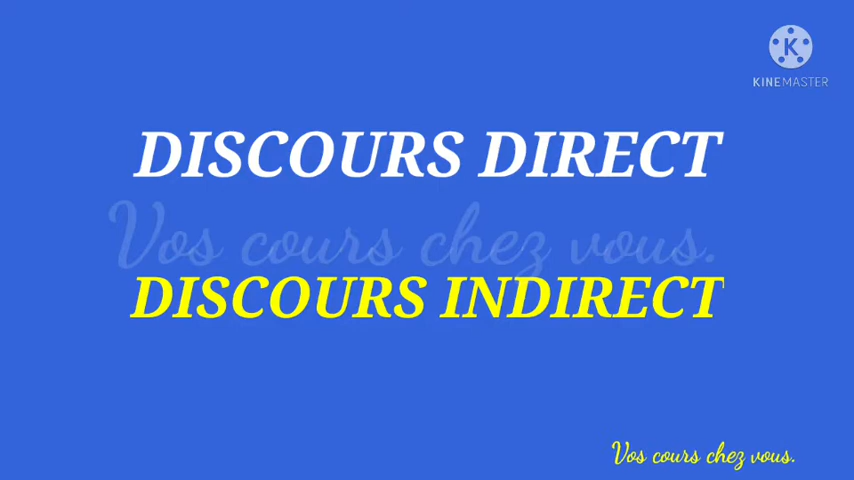 KINEMASTER
DISCOURS DIRECT
Vos cours chez vous.
DISCOURS INDIRECT
Vos cours chez vous.